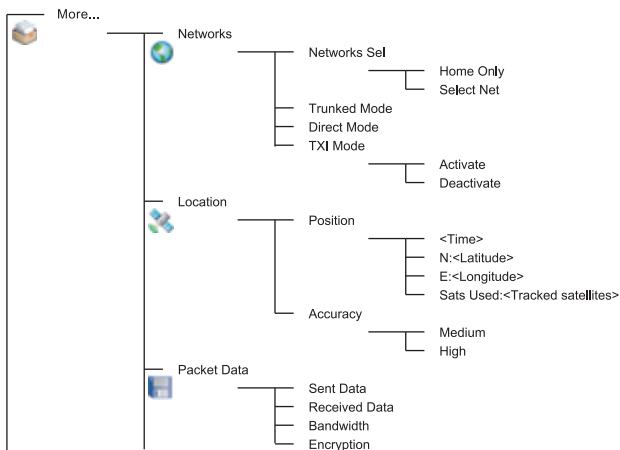 More...
Networks
Networks Sel
Home Only
Select Net
Trunked Mode
Direct Mode
TXI Mode
Activate
Deactivate
Location
Position
<Time>
N:<Latitude>
E:<Longitude>
Sats Used:<Tracked satellites>
Accuracy
Medium
High
Packet Data
Sent Data
Received Data
Bandwidth
Encryption